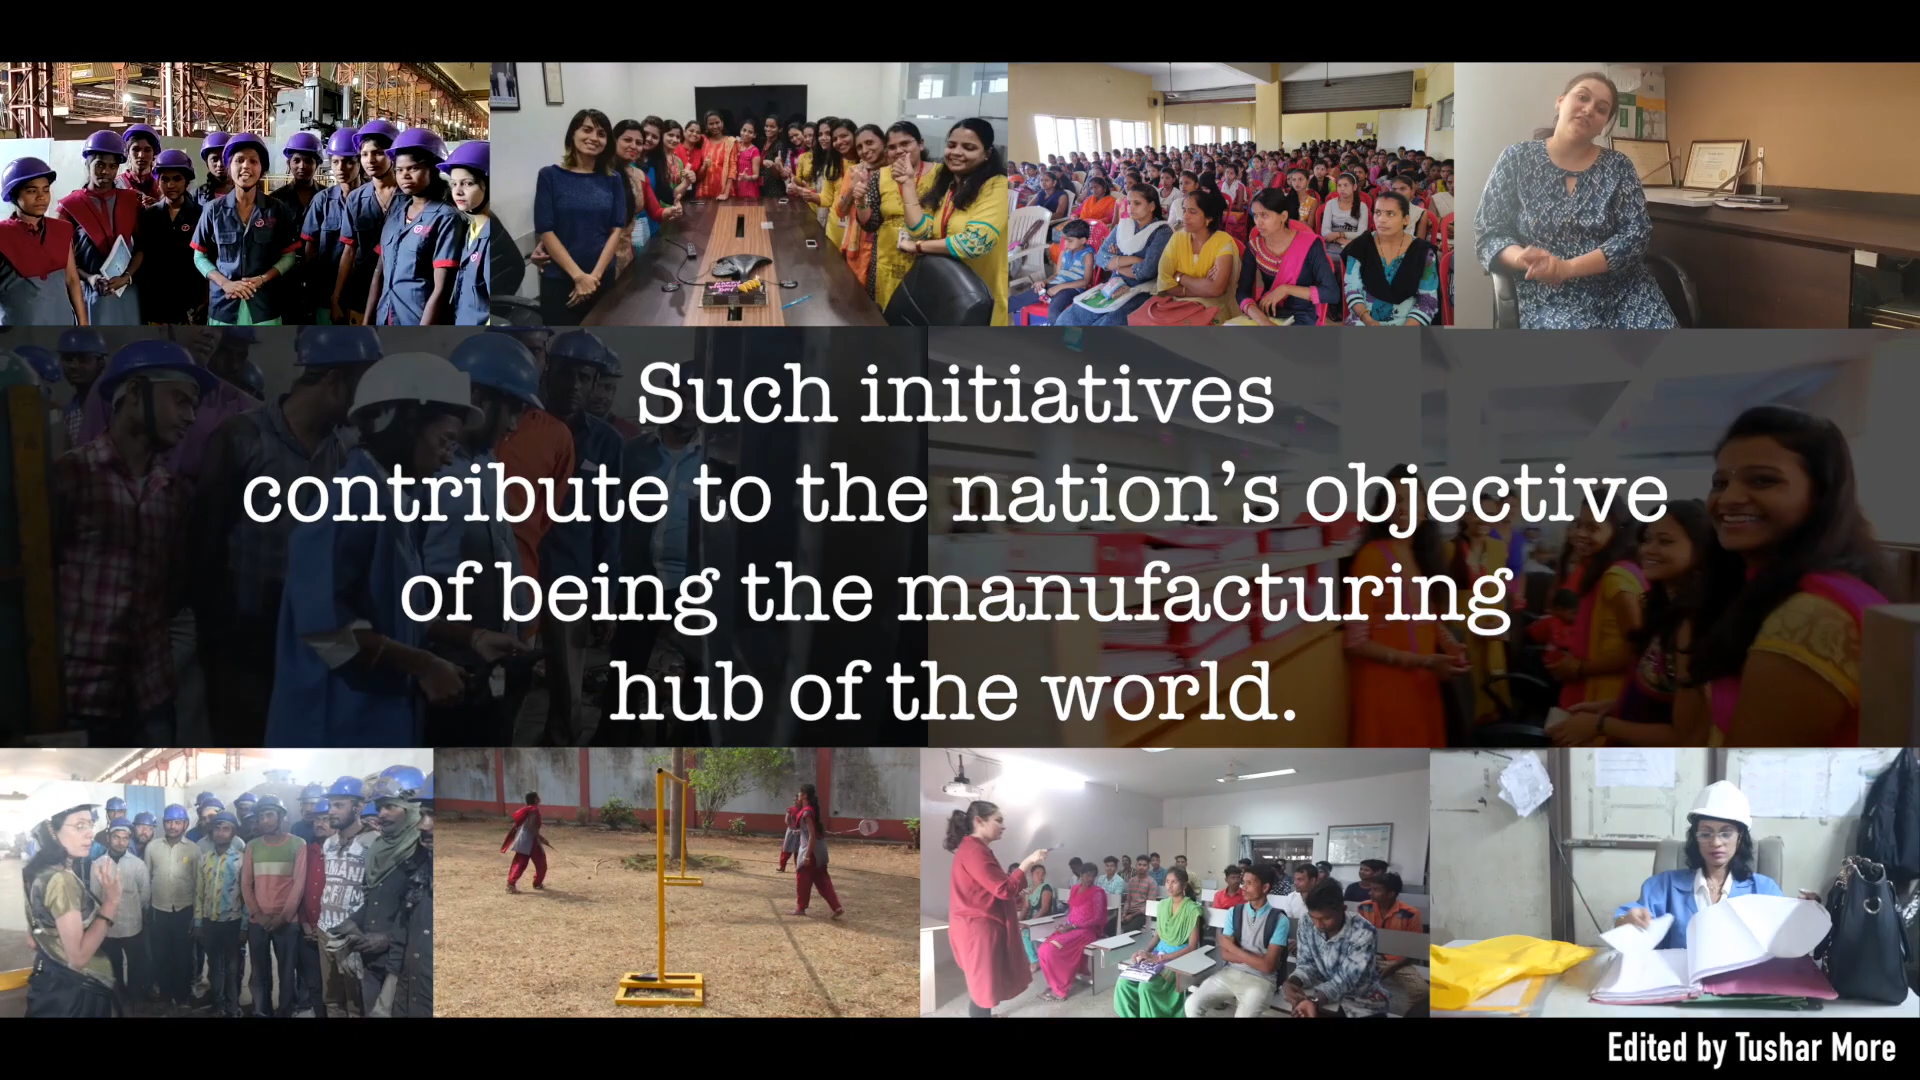 Such initiatives
contribute to the nation’s objective
of being the manufacturing
hub of the world.
Edited by Tushar More